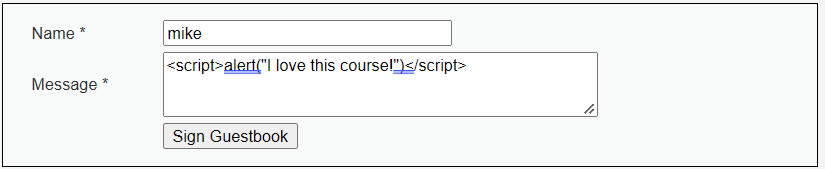 Name * mike
<script>alert("I love this course!")</script>
Message *
Sign Guestbook